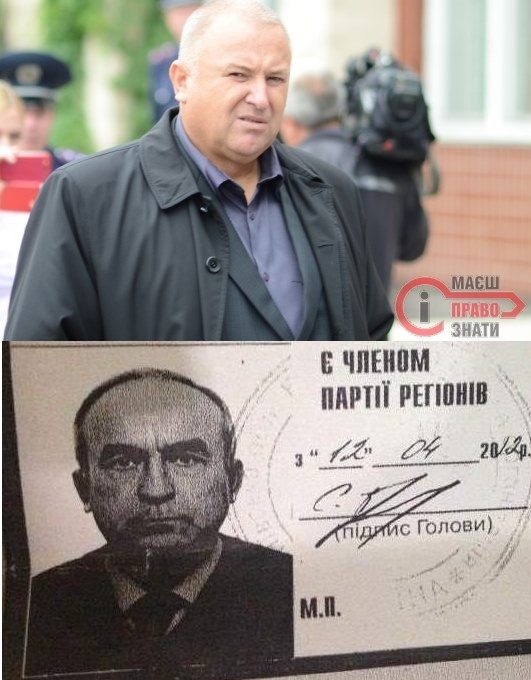 МАЄШ
ПРАВО
ЗНАТИ
Є ЧЛЕНОМ
ПАРТІЇ РЕГІОНІВ
з "12" 04 2012р.
(підпис Голови)
М.П.